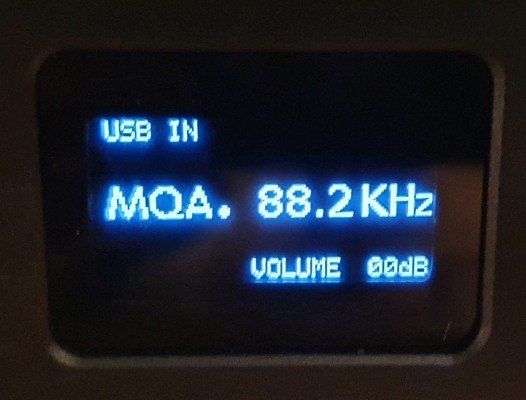 USB IN
MQA. 88.2KHz
VOLUME 00dB